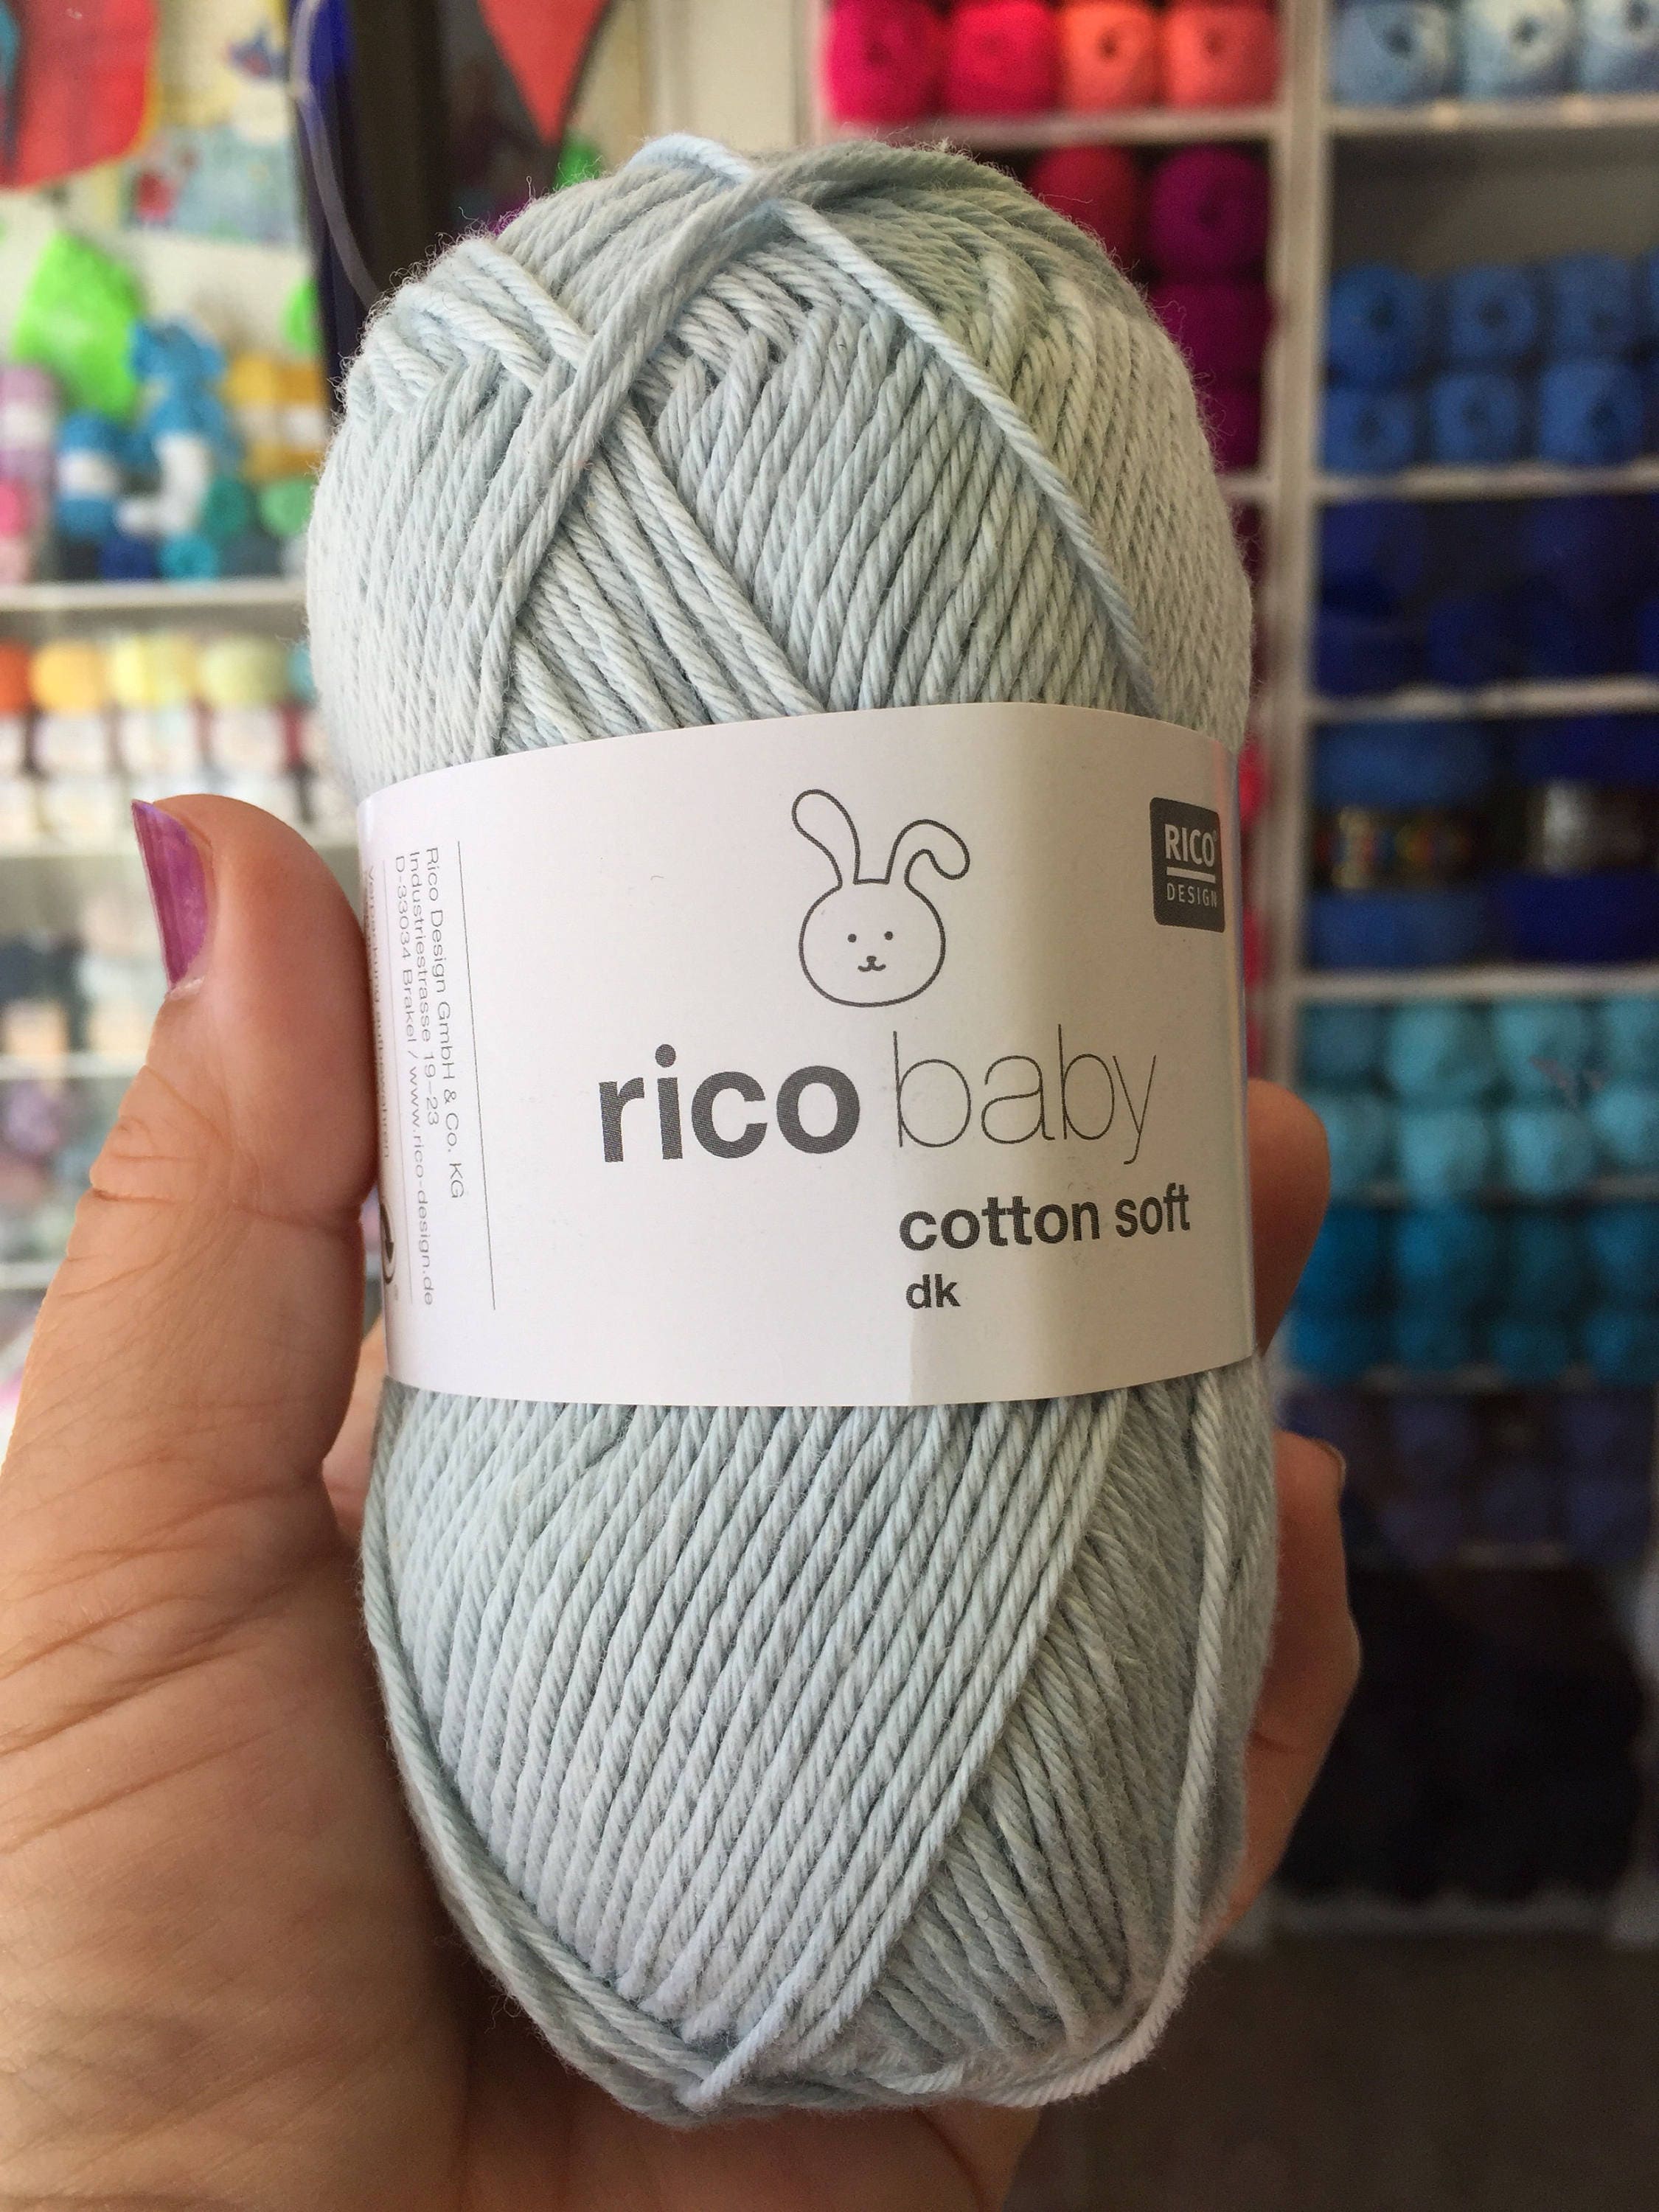 RICO®
DESIGN
rico baby
cotton soft
dk
Rico Design GmbH & Co. KG
Industriestrasse 19-23
D-33034 Brakel / www.rico-design.de